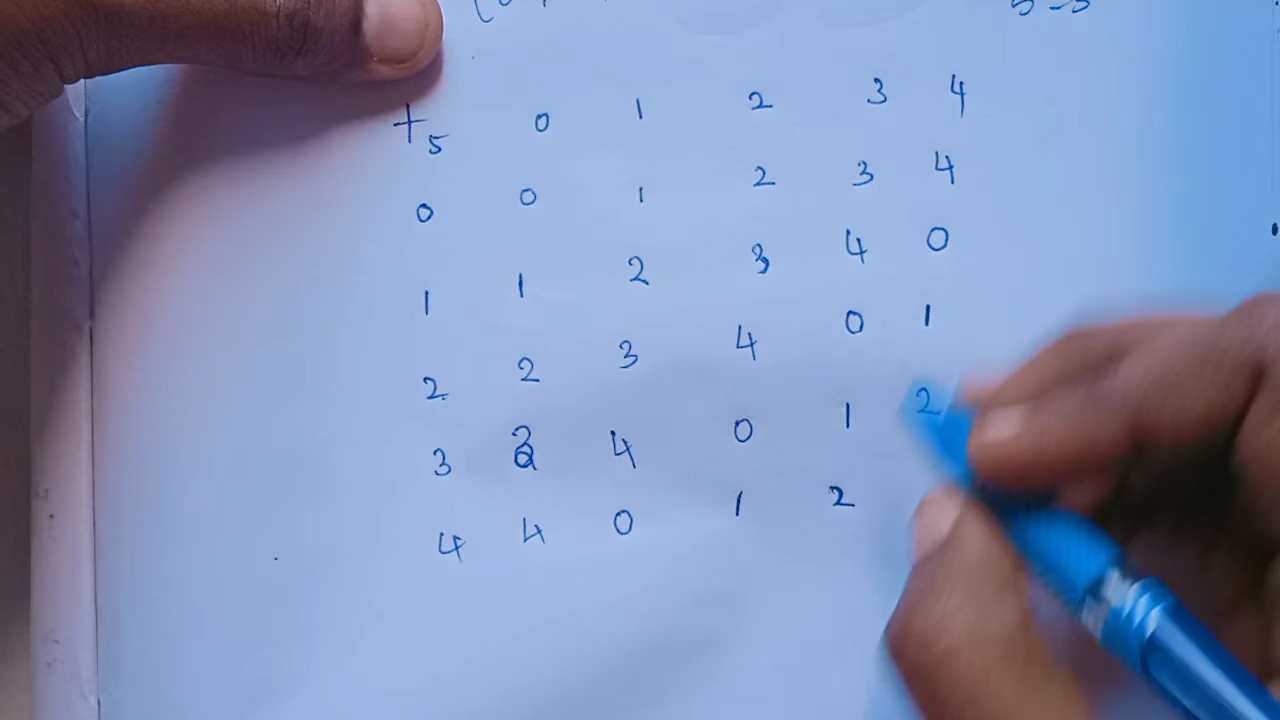 +5 0 1 2 3 4
0 0 1 2 3 4
1 1 2 3 4 0
2 2 3 4 0 1
3 3 4 0 1 2
4 4 0 1 2